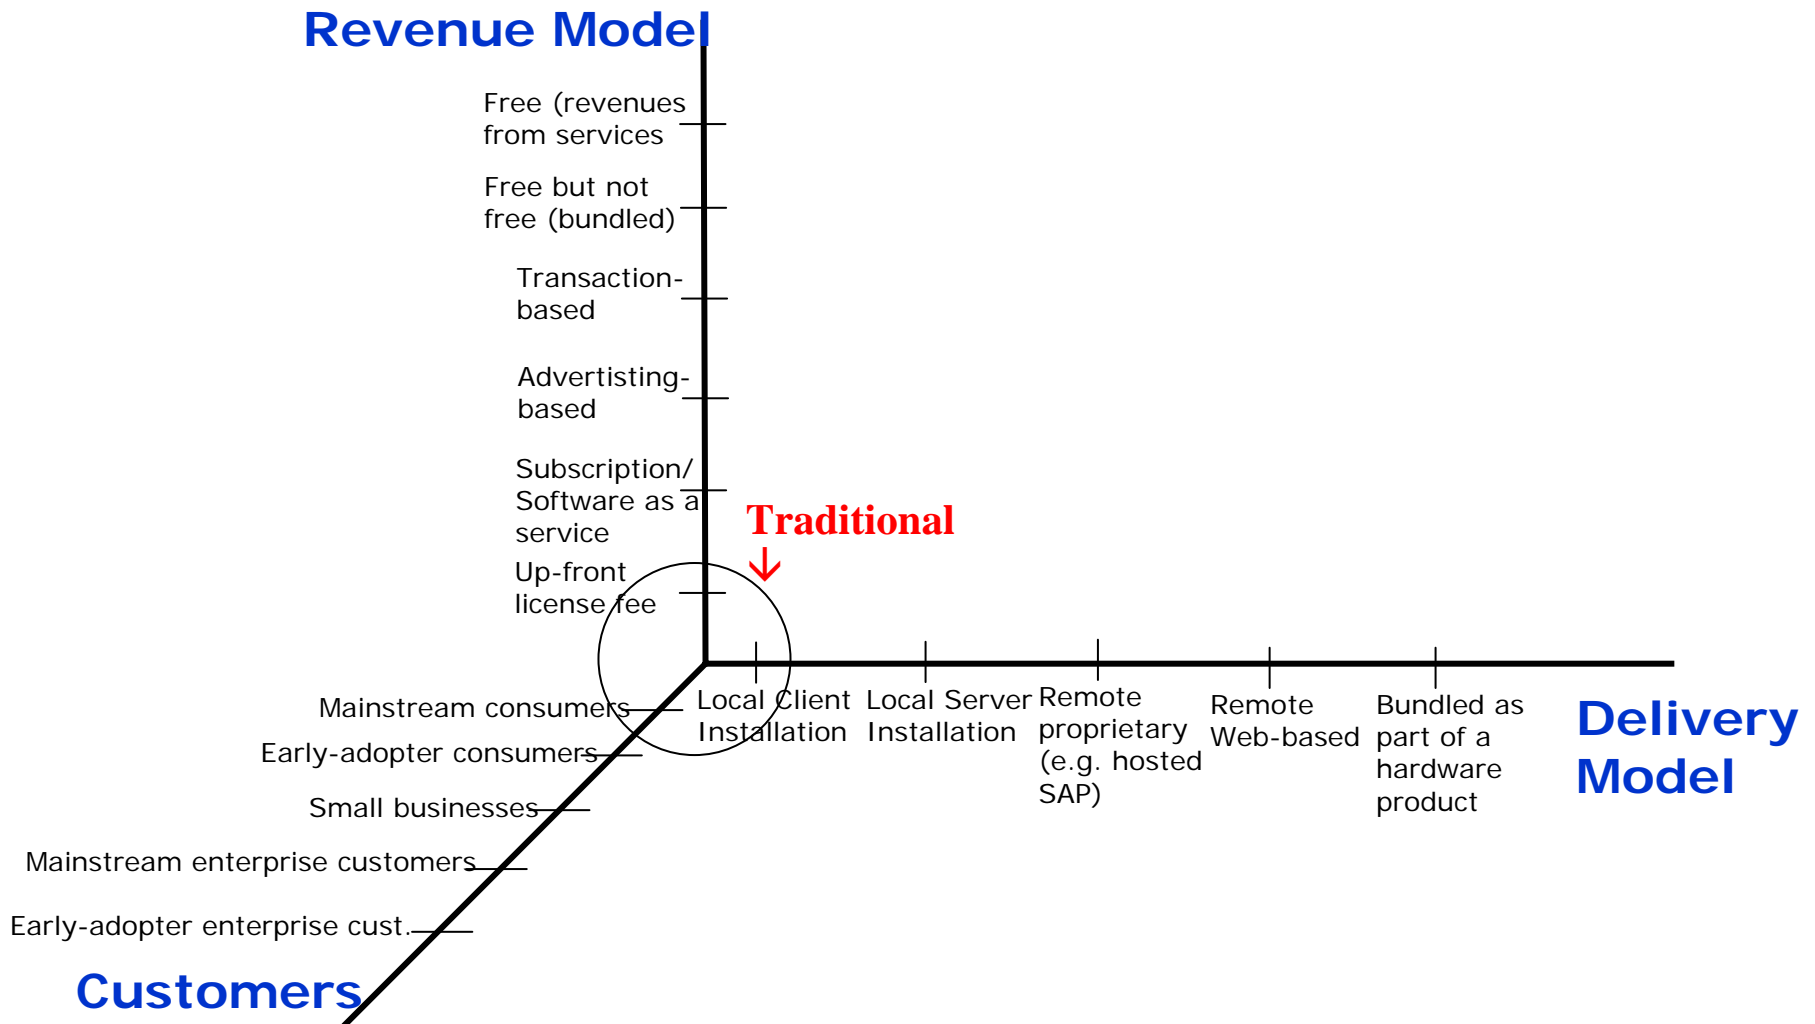 Revenue Model
Free (revenues
from services
Free but not
free (bundled)
Transaction-
based
Advertisting-
based
Subscription/
Software as a
service
Traditional
Up-front
license fee
Mainstream consumers
Early-adopter consumers
Small businesses
Mainstream enterprise customers
Early-adopter enterprise cust.
Customers
Local Client
Installation
Local Server
Installation
Remote
proprietary
(e.g. hosted
SAP)
Remote
Web-based
Bundled as
part of a
hardware
product
Delivery
Model